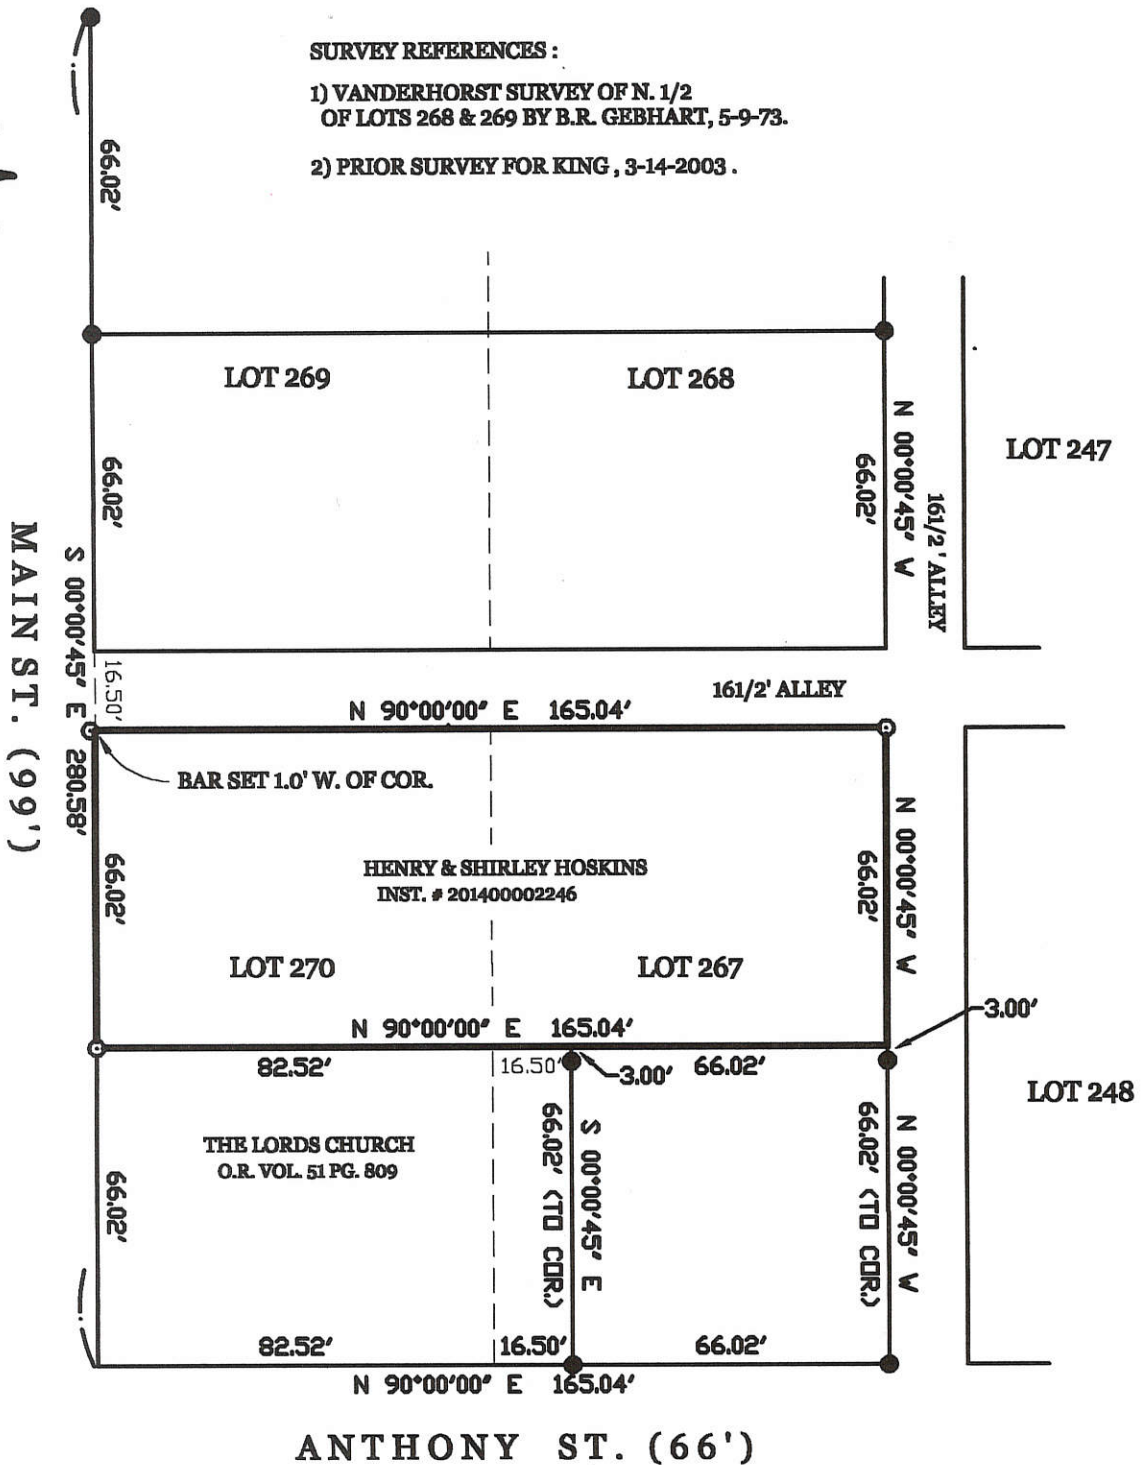 SURVEY REFERENCES :
1) VANDERHORST SURVEY OF N. 1/2
OF LOTS 268 & 269 BY B.R. GEBHART, 5-9-73.
2) PRIOR SURVEY FOR KING , 3-14-2003 .
66.02'
LOT 269
LOT 268
66.02'
66.02'
N 00°00'45" W
161/2' ALLEY
LOT 247
MAIN ST. (99')
S 00°00'45" E 280.58'
16.50'
161/2' ALLEY
N 90°00'00" E 165.04'
BAR SET 1.0' W. OF COR.
66.02'
HENRY & SHIRLEY HOSKINS
INST. # 201400002246
66.02'
N 00°00'45" W
LOT 270
LOT 267
3.00'
N 90°00'00" E 165.04'
82.52'
16.50'
3.00'
66.02'
LOT 248
THE LORDS CHURCH
O.R. VOL. 51 PG. 809
66.02'
66.02' (TO COR.)
S 00°00'45" E
66.02' (TO COR.)
N 00°00'45" W
82.52'
16.50'
66.02'
N 90°00'00" E 165.04'
ANTHONY ST. (66')